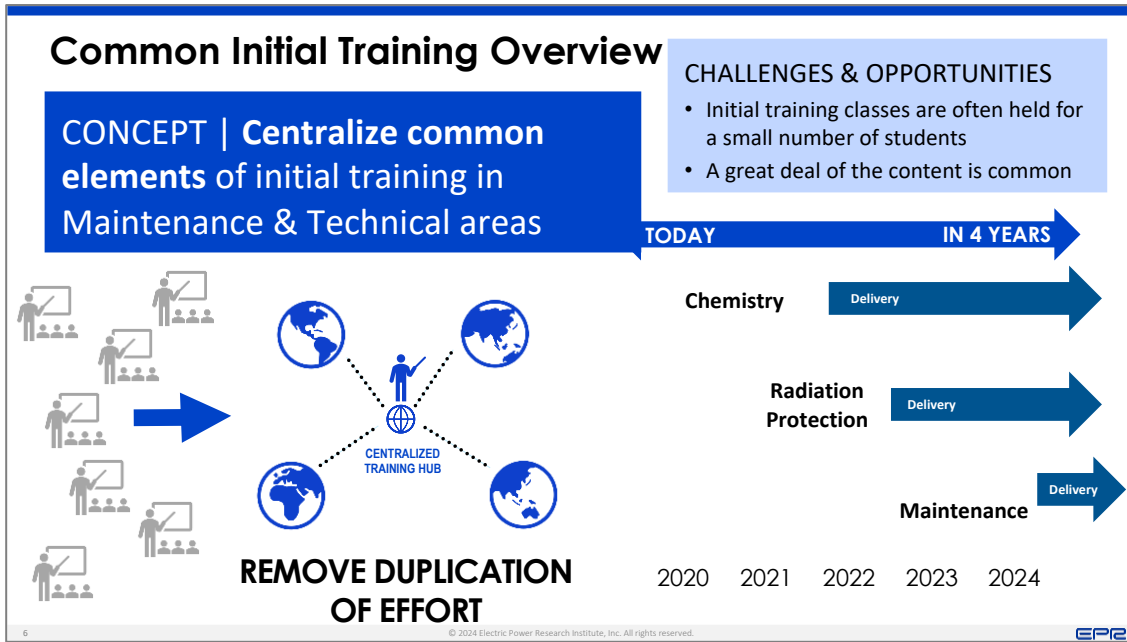 Common Initial Training Overview
CONCEPT | Centralize common
elements of initial training in
Maintenance & Technical areas
CHALLENGES & OPPORTUNITIES
• Initial training classes are often held for
a small number of students
• A great deal of the content is common
TODAY
IN 4 YEARS
Chemistry
Delivery
Radiation
Protection
Delivery
Maintenance
Delivery
CENTRALIZED
TRAINING HUB
REMOVE DUPLICATION
OF EFFORT
2020 2021 2022 2023 2024
6
© 2024 Electric Power Research Institute, Inc. All rights reserved.
EPRI